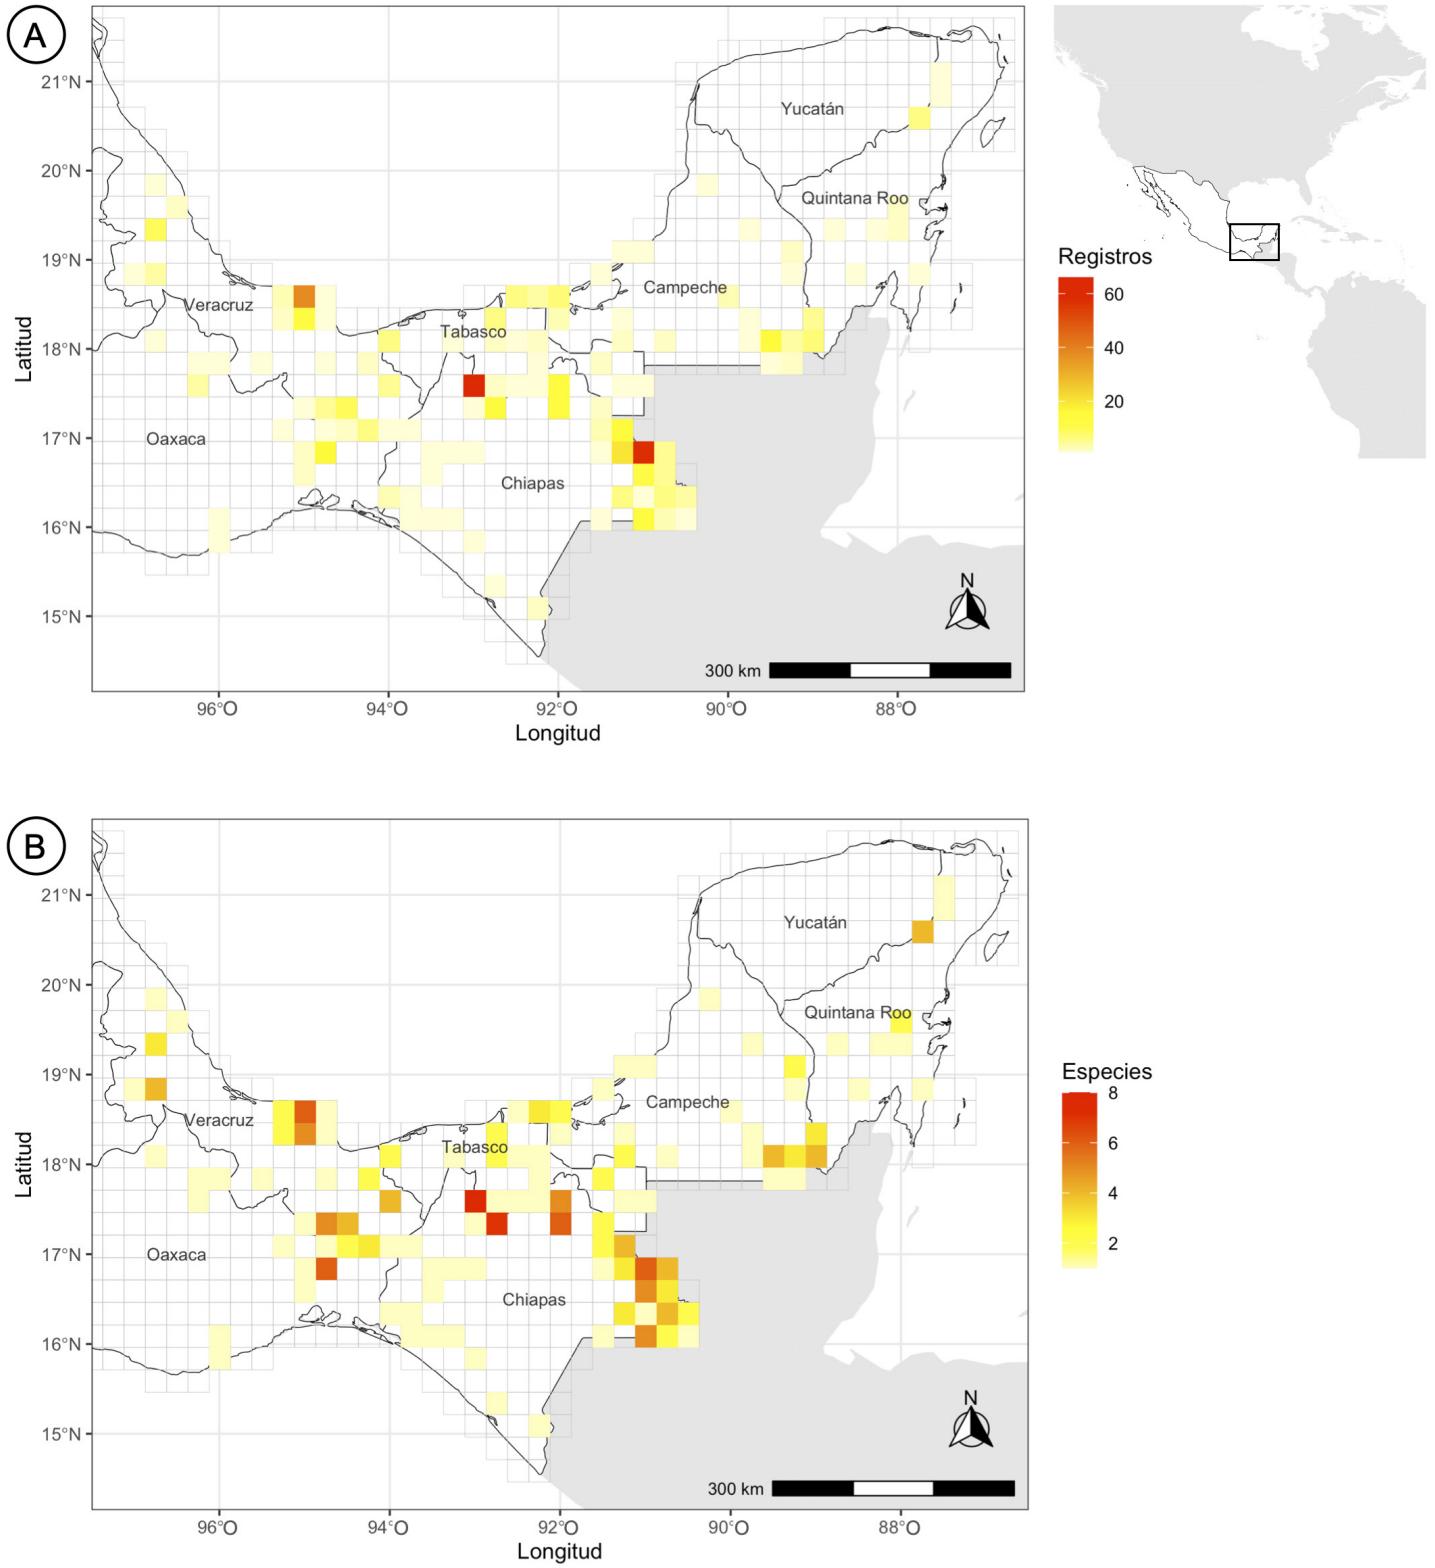 A
21°N
20°N
19°N
18°N
17°N
16°N
15°N
Latitud
Yucatán
Quintana Roo
Campeche
Veracruz
Tabasco
Oaxaca
Chiapas
N
300 km
96°O
94°O
92°O
90°O
88°O
Longitud
Registros
60
40
20
B
21°N
20°N
19°N
18°N
17°N
16°N
15°N
Latitud
Yucatán
Quintana Roo
Campeche
Veracruz
Tabasco
Oaxaca
Chiapas
N
300 km
96°O
94°O
92°O
90°O
88°O
Longitud
Especies
8
6
4
2